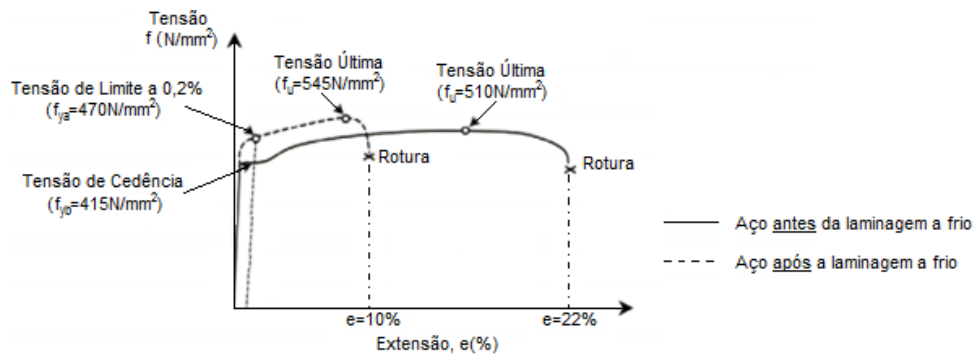 Tensão
f (N/mm²)
Tensão Última
(fu=545N/mm²)
Tensão Última
(fu=510N/mm²)
Tensão de Limite a 0,2%
(fya=470N/mm²)
Rotura
Rotura
Tensão de Cedência
(fyb=415N/mm²)
Aço antes da laminagem a frio
Aço após a laminagem a frio
e=10%
e=22%
Extensão, e(%)